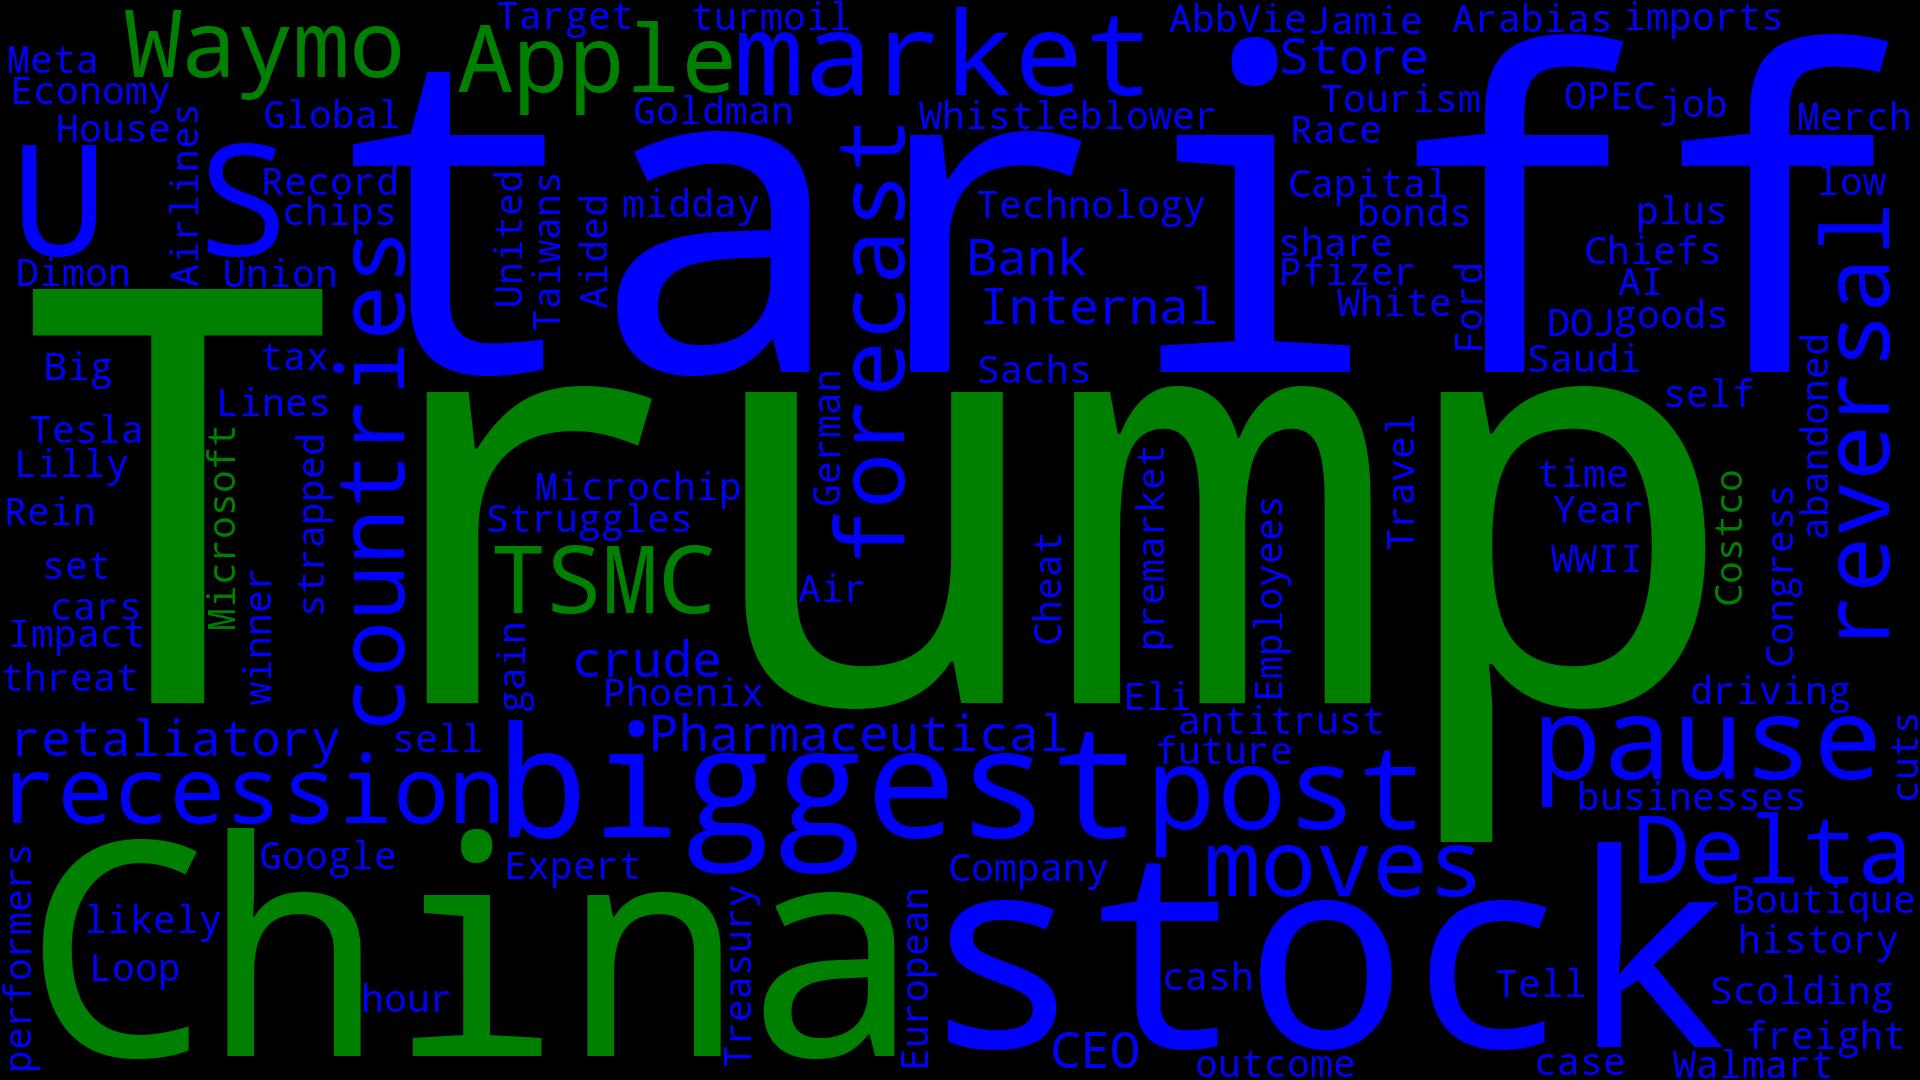 Target
turmoil
AbbVie
Jamie
Arabias
imports
Waymo
Apple
market
Store
Meta
Economy
House
Airlines
Global
Goldman
Whistleblower
Tourism
OPEC
job
Merch
Race
U S
tariff
Record
chips
United
Taiwans
Aided
midday
forecast
Technology
Capital
bonds
low
plus
share
Chiefs
Dimon
Union
countries
Bank
Pfizer
AI
reversal
Internal
White
Ford
DOJ
goods
Saudi
Trump
Big
tax
Sachs
abandoned
Lines
German
self
Tesla
Lilly
Microsoft
strapped
Microchip
Struggles
Travel
time
Year
Costco
Congress
Rein
TSMC
Cheat
premarket
Employees
WWII
set
cars
Impact
threat
winner
Air
gain
crude
Phoenix
Eli
driving
retaliatory
sell
Pharmaceutical
antitrust
future
pause
cuts
recession
biggest
post
businesses
China
Google
Expert
Company
moves
Delta
performers
likely
Loop
hour
Treasury
European
stock
Boutique
history
cash
Tell
Scolding
CEO
freight
outcome
case
Walmart